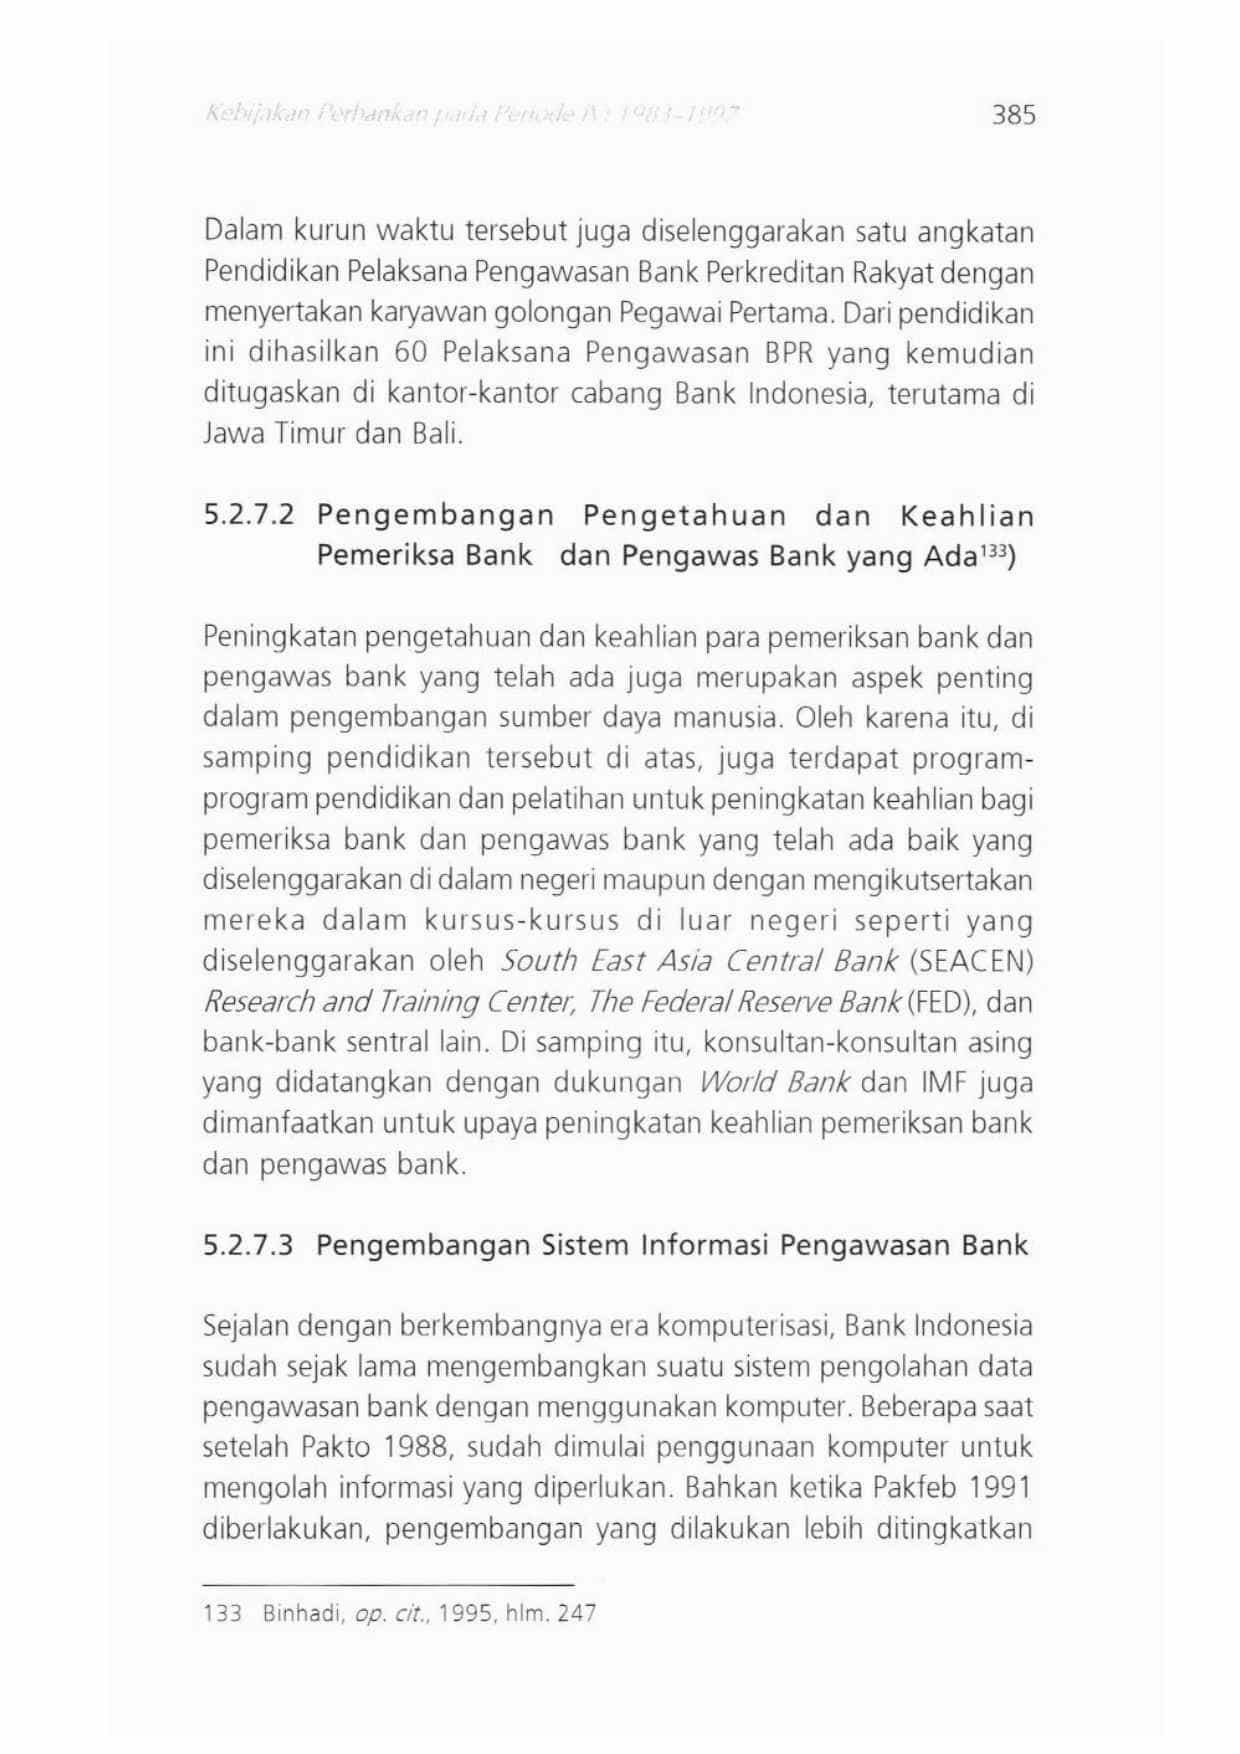 Kebijakan Perbankan pada Periode IV: 1983–1997 385
Dalam kurun waktu tersebut juga diselenggarakan satu angkatan
Pendidikan Pelaksana Pengawasan Bank Perkreditan Rakyat dengan
menyertakan karyawan golongan Pegawai Pertama. Dari pendidikan
ini dihasilkan 60 Pelaksana Pengawasan BPR yang kemudian
ditugaskan di kantor-kantor cabang Bank Indonesia, terutama di
Jawa Timur dan Bali.
5.2.7.2 Pengembangan Pengetahuan dan Keahlian
Pemeriksa Bank dan Pengawas Bank yang Ada¹³³)
Peningkatan pengetahuan dan keahlian para pemeriksan bank dan
pengawas bank yang telah ada juga merupakan aspek penting
dalam pengembangan sumber daya manusia. Oleh karena itu, di
samping pendidikan tersebut di atas, juga terdapat program-
program pendidikan dan pelatihan untuk peningkatan keahlian bagi
pemeriksa bank dan pengawas bank yang telah ada baik yang
diselenggarakan di dalam negeri maupun dengan mengikutsertakan
mereka dalam kursus-kursus di luar negeri seperti yang
diselenggarakan oleh South East Asia Central Bank (SEACEN)
Research and Training Center, The Federal Reserve Bank (FED), dan
bank-bank sentral lain. Di samping itu, konsultan-konsultan asing
yang didatangkan dengan dukungan World Bank dan IMF juga
dimanfaatkan untuk upaya peningkatan keahlian pemeriksan bank
dan pengawas bank.
5.2.7.3 Pengembangan Sistem Informasi Pengawasan Bank
Sejalan dengan berkembangnya era komputerisasi, Bank Indonesia
sudah sejak lama mengembangkan suatu sistem pengolahan data
pengawasan bank dengan menggunakan komputer. Beberapa saat
setelah Pakto 1988, sudah dimulai penggunaan komputer untuk
mengolah informasi yang diperlukan. Bahkan ketika Pakfeb 1991
diberlakukan, pengembangan yang dilakukan lebih ditingkatkan
133 Binhadi, op. cit., 1995, hlm. 247